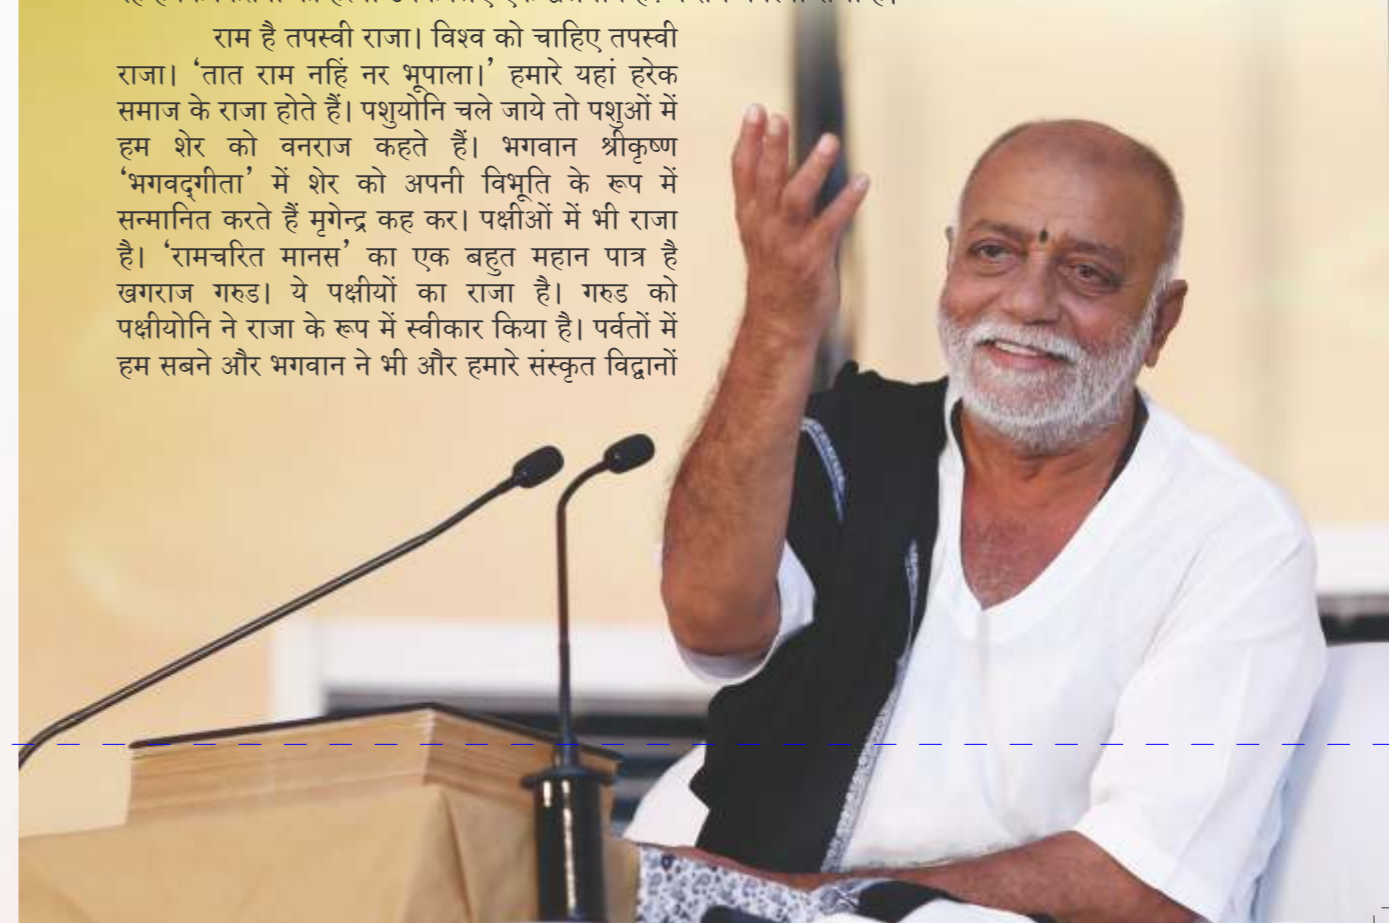 राम है तपस्वी राजा। विश्व को चाहिए तपस्वी
राजा। ‘तात राम नहिं नर भूपाला।’ हमारे यहां हरेक
समाज के राजा होते हैं। पशुयोनि चले जाये तो पशुओं में
हम शेर को वनराज कहते हैं। भगवान श्रीकृष्ण
‘भगवद्‌गीता’ में शेर को अपनी विभूति के रूप में
सन्मानित करते हैं मृगेन्द्र कह कर। पक्षीओं में भी राजा
है। ‘रामचरित मानस’ का एक बहुत महान पात्र है
खगराज गरुड। ये पक्षीयों का राजा है। गरुड को
पक्षीयोनि ने राजा के रूप में स्वीकार किया है। पर्वतों में
हम सबने और भगवान ने भी और हमारे संस्कृत विद्वानों